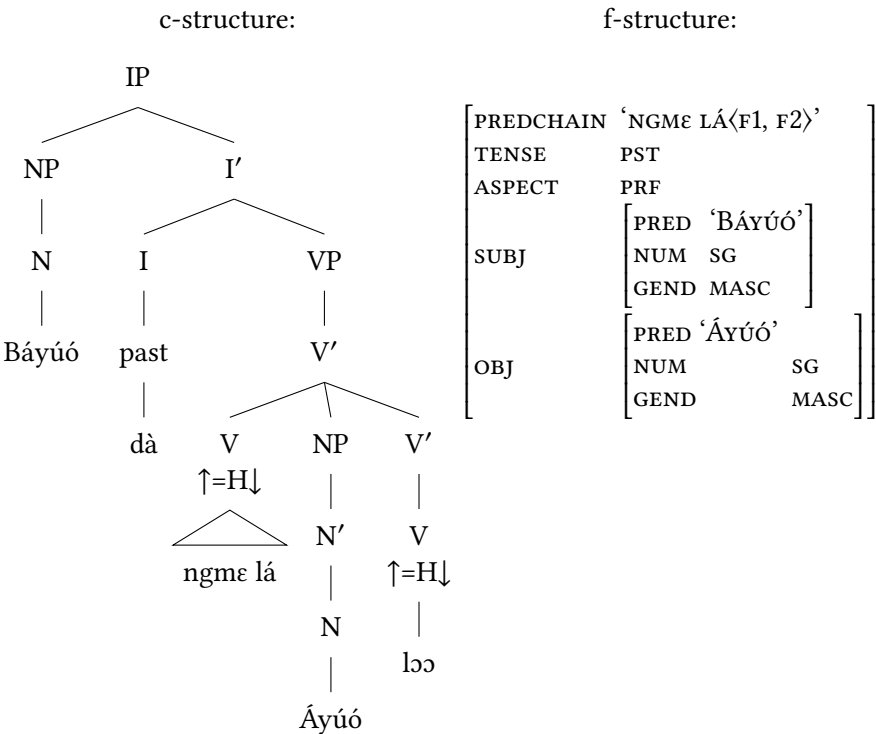 c-structure:
f-structure:
IP
NP I′
N I VP
Báyúó past V′
dà V NP V′
↑=H↓
ngmɛ lá N′ V
↑=H↓
N
lɔɔ
Áyúó
PREDCHAIN ‘NGMɛ LÁ⟨F1, F2⟩’
TENSE PST
ASPECT PRF
SUBJ
PRED ‘BÁYÚÓ’
NUM SG
GEND MASC
OBJ
PRED ‘ÁYÚÓ’
NUM SG
GEND MASC